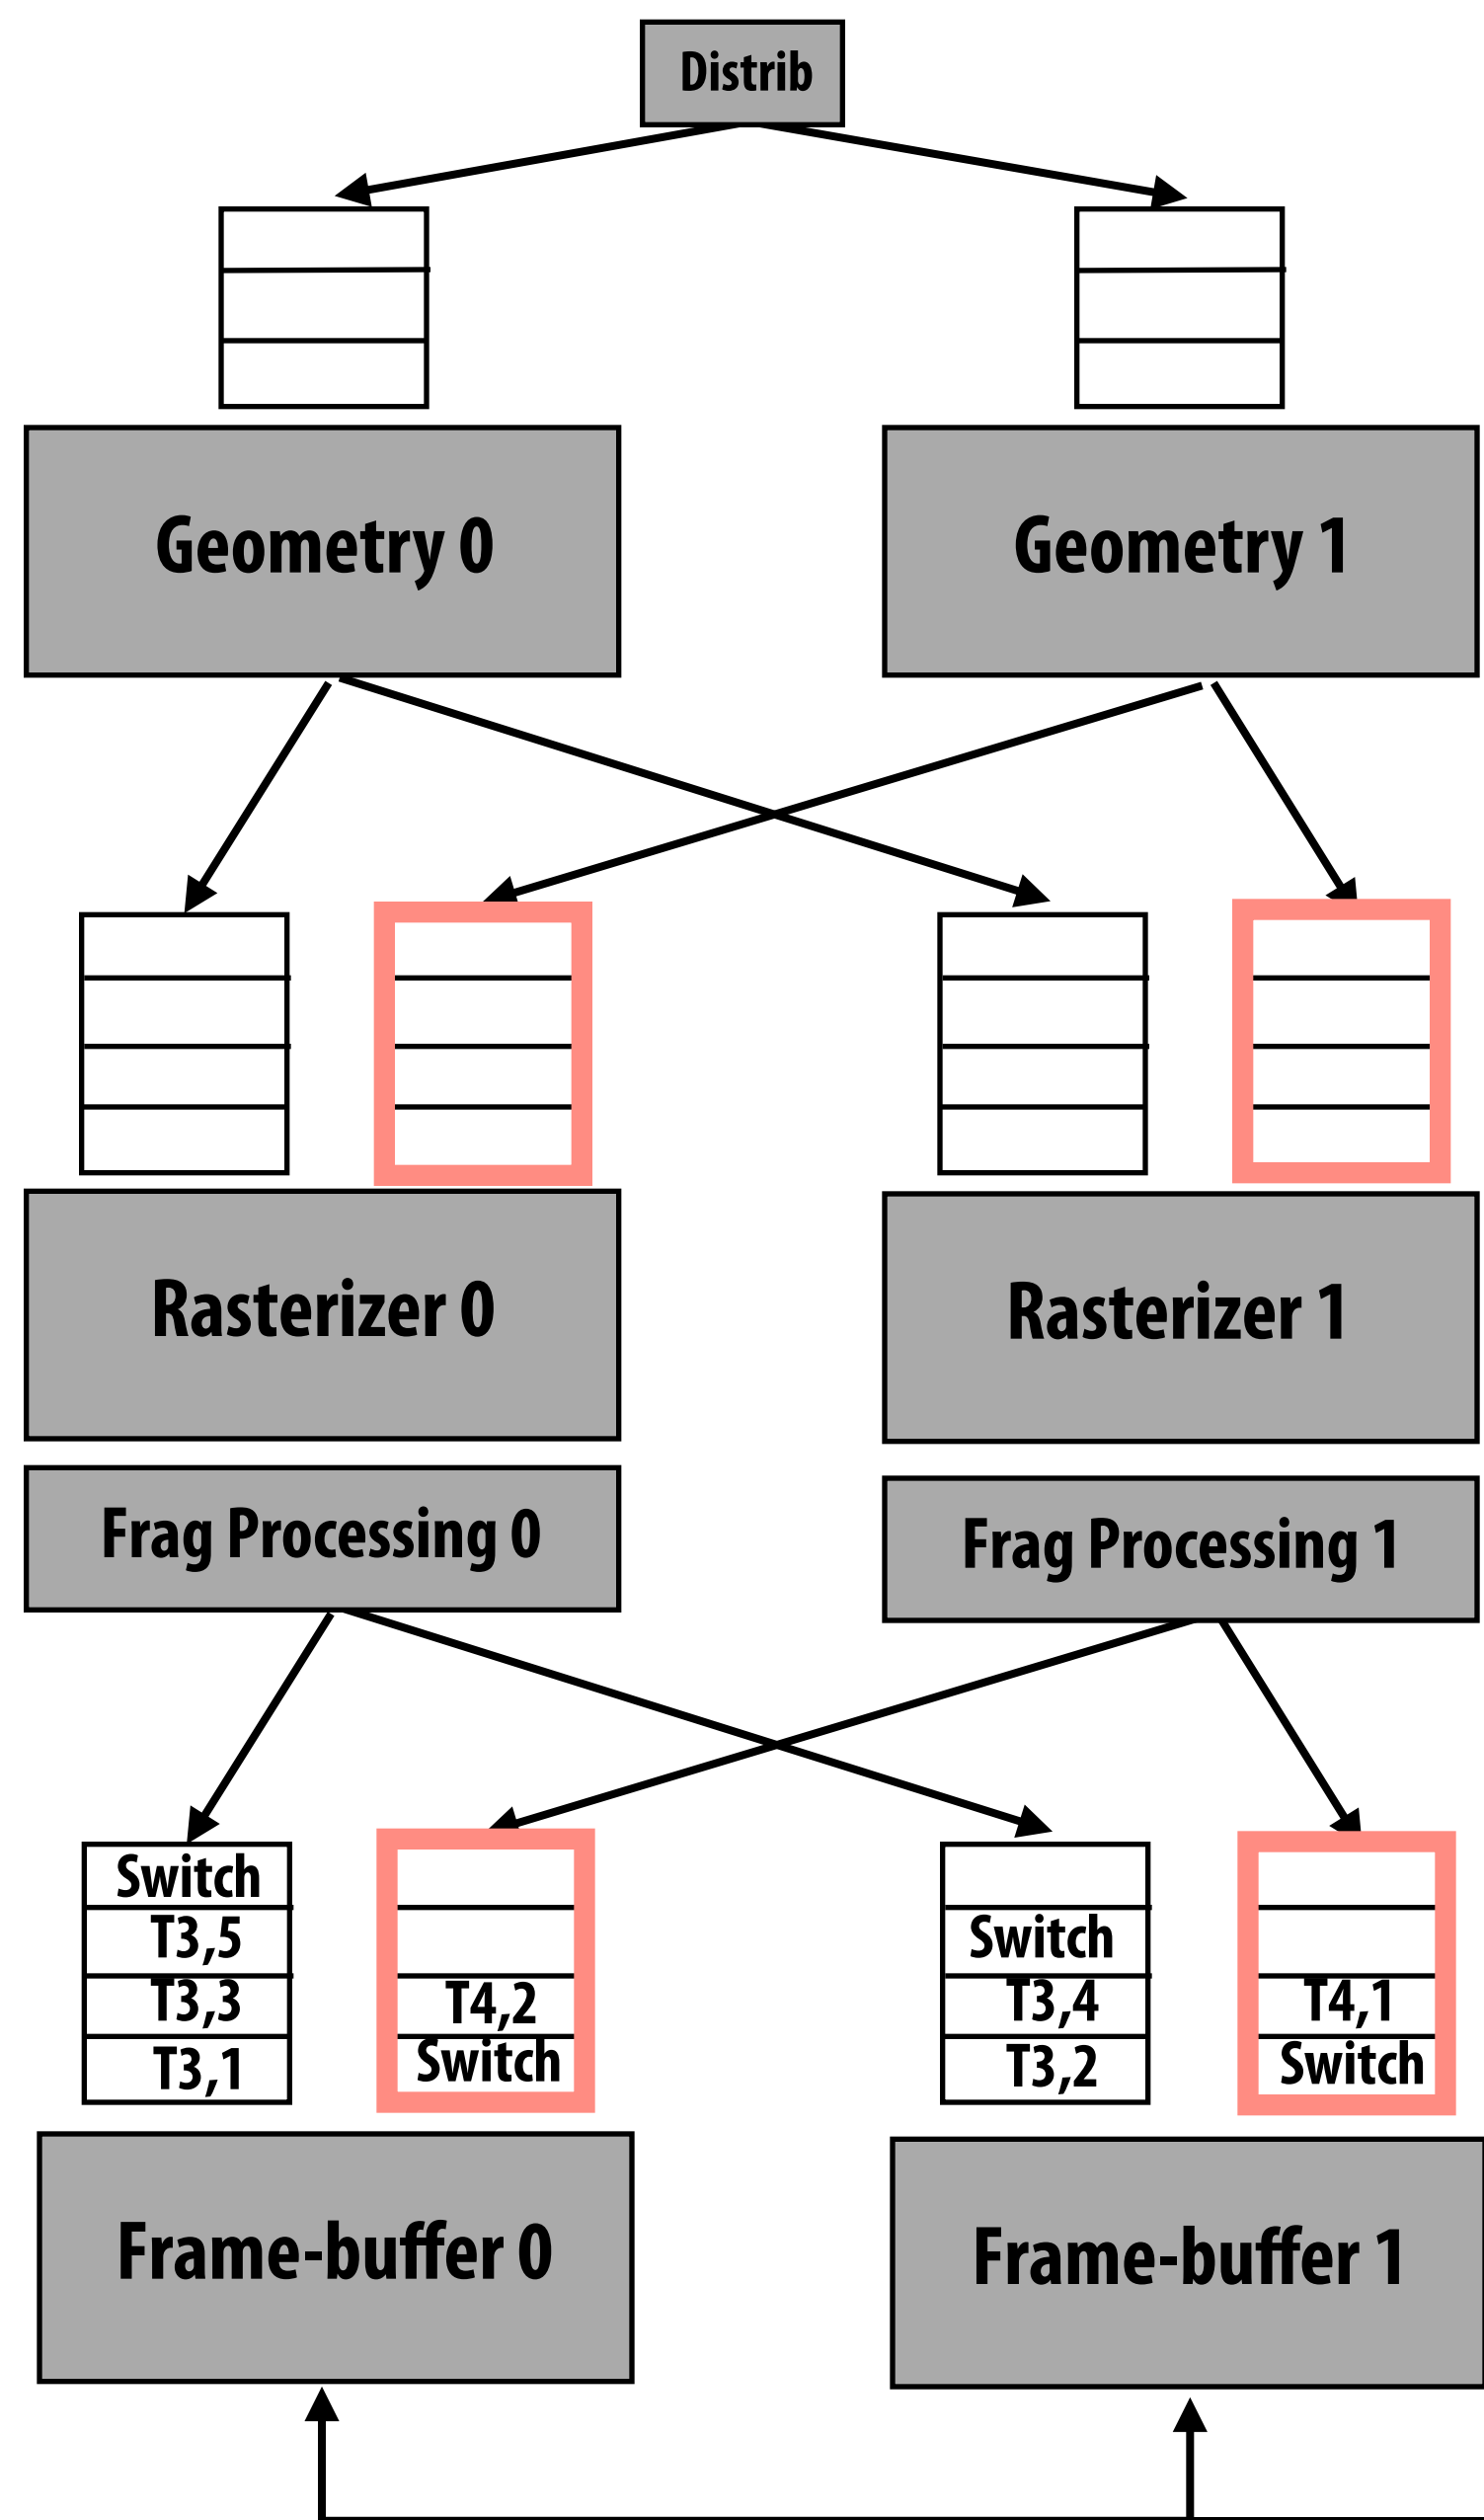 Distrib
Geometry 0
Geometry 1
Rasterizer 0
Rasterizer 1
Frag Processing 0
Frag Processing 1
Switch
T3,5
T3,3
T3,1
T4,2
Switch
Switch
T3,4
T3,2
T4,1
Switch
Frame-buffer 0
Frame-buffer 1